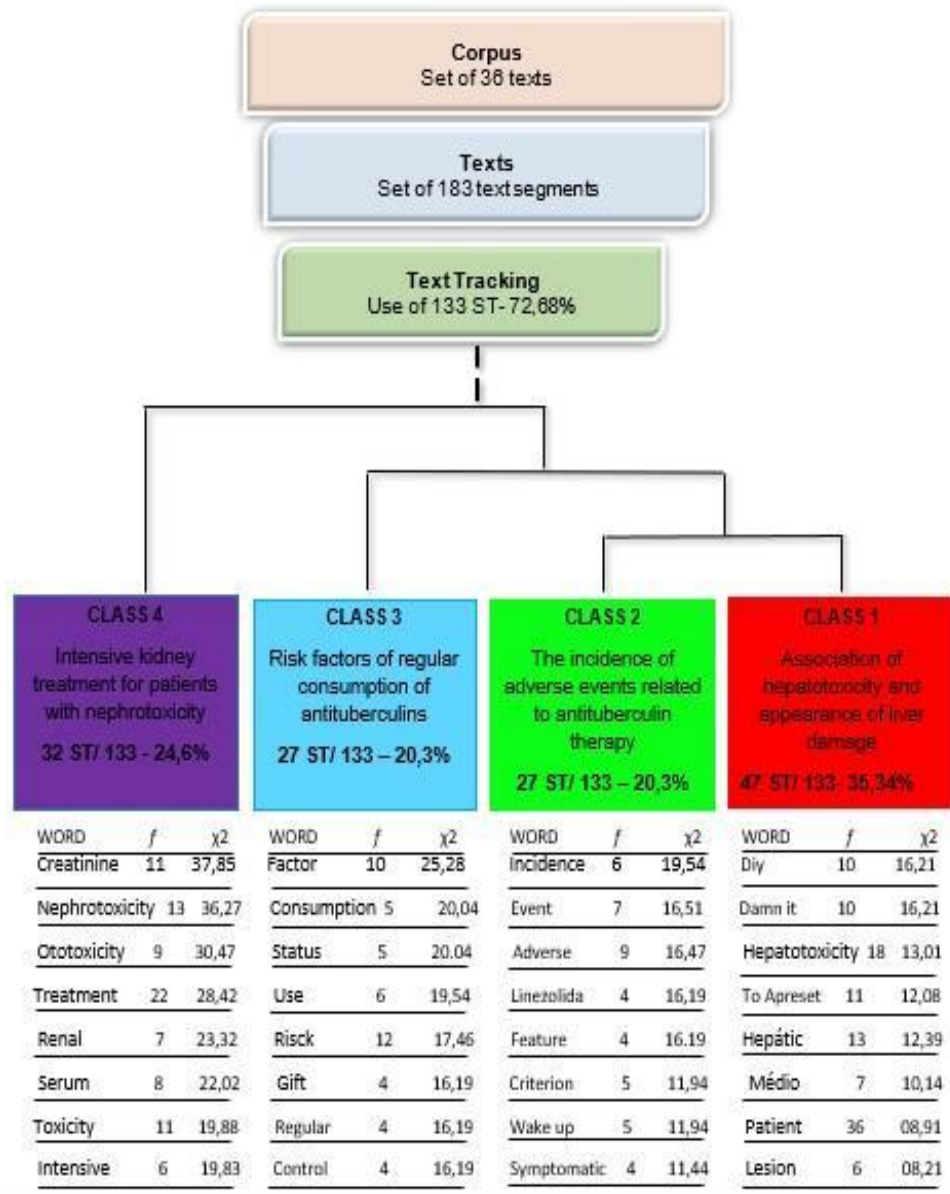 Corpus
Set of 36 texts
Texts
Set of 183 text segments
Text Tracking
Use of 133 ST- 72,68%
CLASS 4
Intensive kidney
treatment for patients
with nephrotoxicity
32 ST/ 133 - 24,6%
CLASS 3
Risk factors of regular
consumption of
antituberculins
27 ST/ 133 – 20,3%
CLASS 2
The incidence of
adverse events related
to antituberculin
therapy
27 ST/ 133 – 20,3%
CLASS 1
Association of
hepatotoxicity and
appearance of liver
damage
47 ST/ 133- 35,34%
WORD f χ2
Creatinine 11 37,85
Nephrotoxicity 13 36,27
Ototoxicity 9 30,47
Treatment 22 28,42
Renal 7 23,32
Serum 8 22,02
Toxicity 11 19,88
Intensive 6 19,83
WORD f χ2
Factor 10 25,28
Consumption 5 20,04
Status 5 20.04
Use 6 19,54
Risck 12 17,46
Gift 4 16,19
Regular 4 16,19
Control 4 16,19
WORD f χ2
Incidence 6 19,54
Event 7 16,51
Adverse 9 16,47
Linezolida 4 16,19
Feature 4 16.19
Criterion 5 11,94
Wake up 5 11,94
Symptomatic 4 11,44
WORD f χ2
Diy 10 16,21
Damn it 10 16,21
Hepatotoxicity 18 13,01
To Apreset 11 12,08
Hepátic 13 12,39
Médio 7 10,14
Patient 36 08,91
Lesion 6 08,21